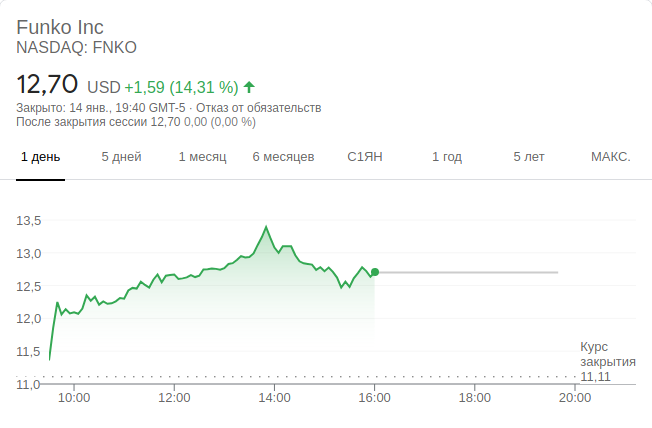 Funko Inc
NASDAQ: FNKO
12,70 USD +1,59 (14,31 %)
Закрыто: 14 янв., 19:40 GMT-5 · Отказ от обязательств
После закрытия сессии 12,70 0,00 (0,00 %)
1 день 5 дней 1 месяц 6 месяцев С1ЯН 1 год 5 лет МАКС.
13,5
13,0
12,5
12,0
11,5
11,0
Курс
закрытия
11,11
10:00 12:00 14:00 16:00 18:00 20:00